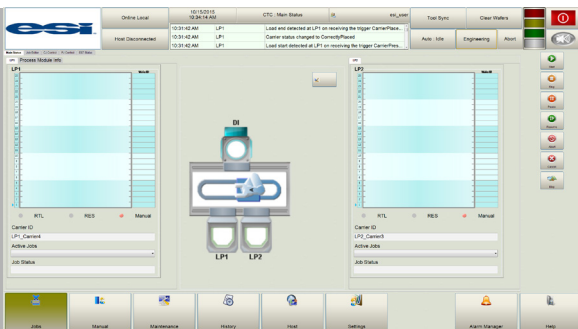 esi
Online Local
10/15/2015
10:34:14 AM
CTC : Main Status
esi_user
Tool Sync
Clear Wafers
Host Disconnected
10:31:42 AM LP1 Load end detected at LP1 on receiving the trigger CarrierPlace...
10:31:42 AM LP1 Carrier status changed to CorrectlyPlaced
10:31:42 AM LP1 Load start detected at LP1 on receiving the trigger CarrierPres...
Auto : Idle
Engineering
Abort
Process Module Info
LP1
LP2
DI
LP1 LP2
RTL RES Manual
RTL RES Manual
Carrier ID
LP1_Carrier4
Active Jobs
Job Status
Carrier ID
LP2_Carrier3
Active Jobs
Job Status
Jobs
Manual
Maintenance
History
Host
Settings
Alarm Manager
Help